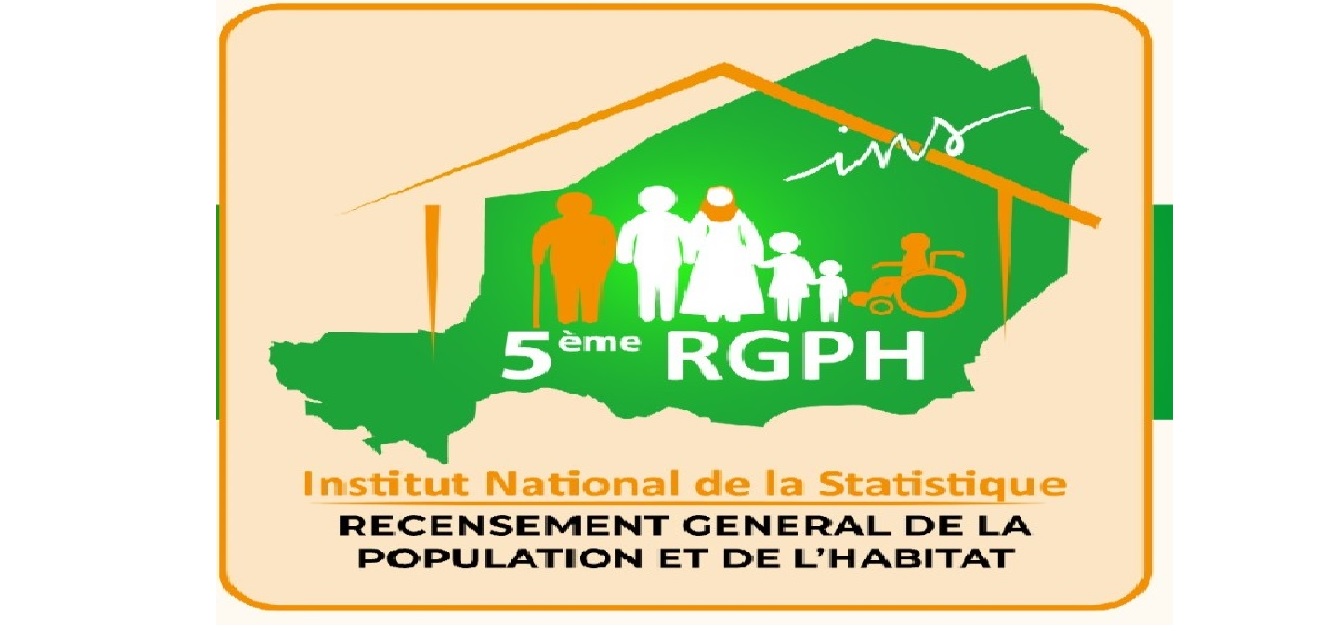 ins
5ème RGPH
Institut National de la Statistique
RECENSEMENT GENERAL DE LA
POPULATION ET DE L’HABITAT